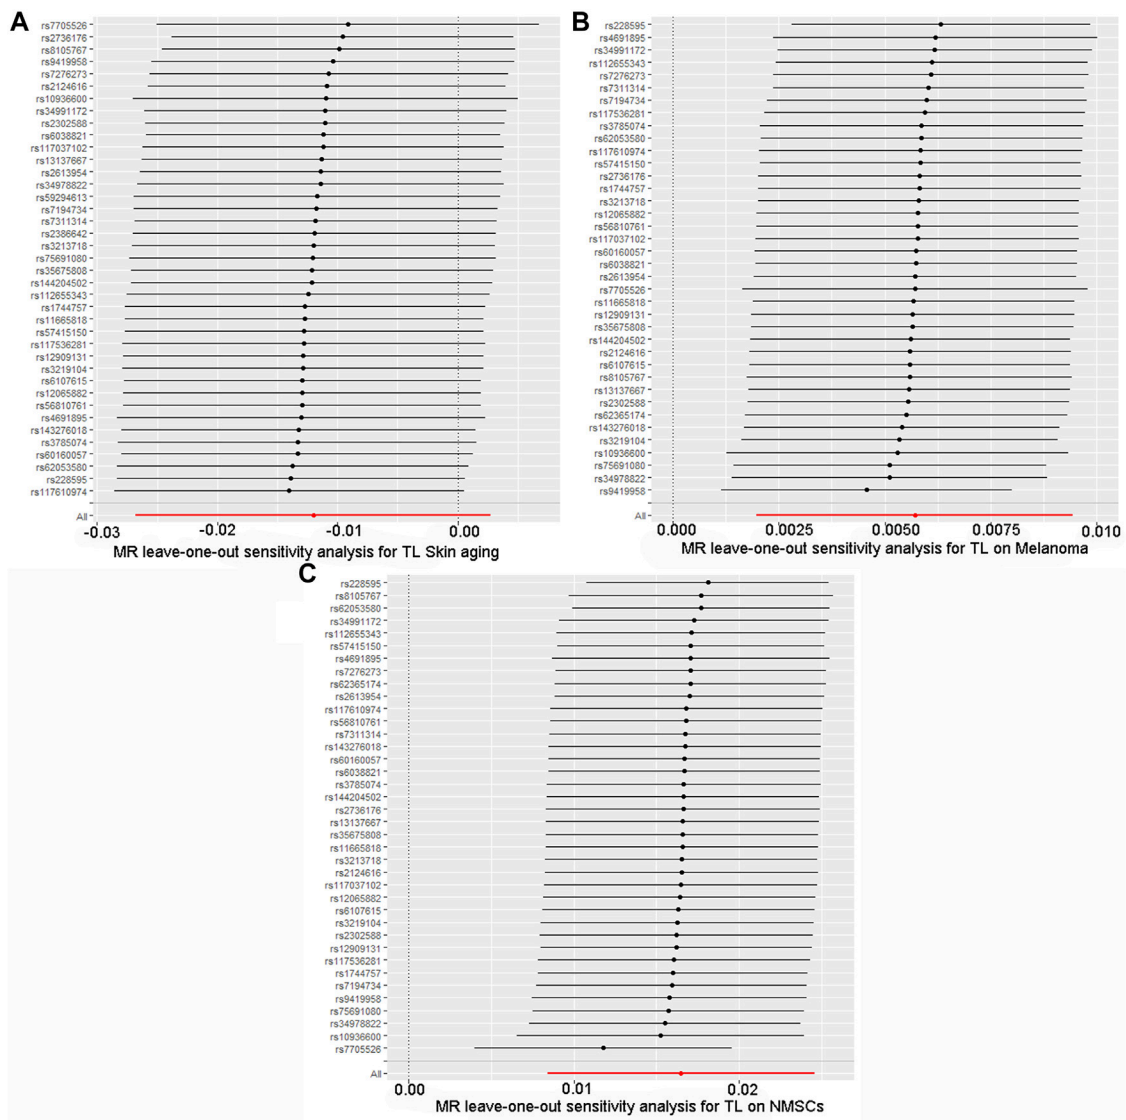 A
rs7705526
rs2736176
rs8105767
rs9419958
rs7276273
rs2124616
rs10936600
rs34991172
rs2302588
rs6038821
rs117037102
rs13137667
rs2613954
rs34978822
rs59294613
rs7194734
rs7311314
rs2386642
rs3213718
rs75691080
rs35675808
rs144204502
rs112655343
rs1744757
rs11665818
rs57415150
rs117536281
rs12909131
rs3219104
rs6107615
rs12065882
rs56810761
rs4691895
rs143276018
rs3785074
rs60160057
rs62053580
rs228595
rs117610974
All
-0.03 -0.02 -0.01 0.00
MR leave-one-out sensitivity analysis for TL Skin aging
B
rs228595
rs4691895
rs34991172
rs112655343
rs7276273
rs7311314
rs7194734
rs117536281
rs3785074
rs62053580
rs117610974
rs57415150
rs2736176
rs1744757
rs3213718
rs12065882
rs56810761
rs117037102
rs60160057
rs6038821
rs2613954
rs7705526
rs11665818
rs12909131
rs35675808
rs144204502
rs2124616
rs6107615
rs8105767
rs13137667
rs2302588
rs62365174
rs143276018
rs3219104
rs10936600
rs75691080
rs34978822
rs9419958
All
0.000 0.0025 0.0050 0.0075 0.010
MR leave-one-out sensitivity analysis for TL on Melanoma
C
rs228595
rs8105767
rs62053580
rs34991172
rs112655343
rs57415150
rs4691895
rs7276273
rs62365174
rs2613954
rs117610974
rs56810761
rs7311314
rs143276018
rs60160057
rs6038821
rs3785074
rs144204502
rs2736176
rs13137667
rs35675808
rs11665818
rs3213718
rs2124616
rs117037102
rs12065882
rs6107615
rs3219104
rs2302588
rs12909131
rs117536281
rs1744757
rs7194734
rs9419958
rs75691080
rs34978822
rs10936600
rs7705526
All
0.00 0.01 0.02
MR leave-one-out sensitivity analysis for TL on NMSCs